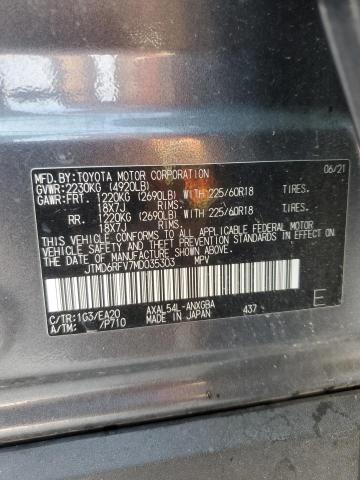 MFD.BY:TOYOTA MOTOR CORPORATION 06/21
GVWR:2230KG (4920LB)
GAWR:FRT. 1220KG (2690LB) WITH 225/60R18 TIRES.
18X7J RIMS.
RR. 1220KG (2690LB) WITH 225/60R18 TIRES.
18X7J RIMS.
THIS VEHICLE CONFORMS TO ALL APPLICABLE
FEDERAL MOTOR VEHICLE SAFETY STANDARDS
IN EFFECT ON THE DATE OF MANUFACTURE
SHOWN ABOVE.
JTMD6RFV7MD035303 MPV
E
C/TR:1G3/EA20 AXAL54L-ANXGBA 437
A/TM: /P710 MADE IN JAPAN